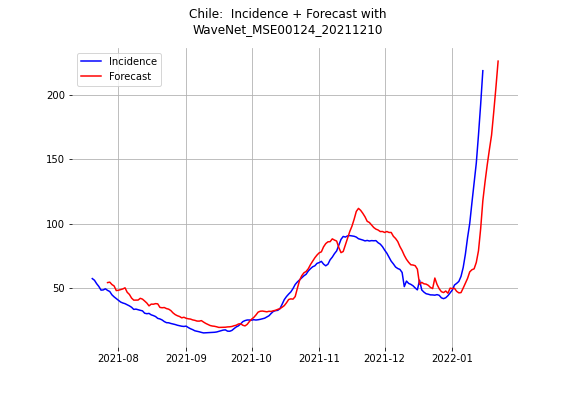 Chile:  Incidence + Forecast with
WaveNet_MSE00124_20211210
Incidence
Forecast
200
150
100
50
2021-08 2021-09 2021-10 2021-11 2021-12 2022-01